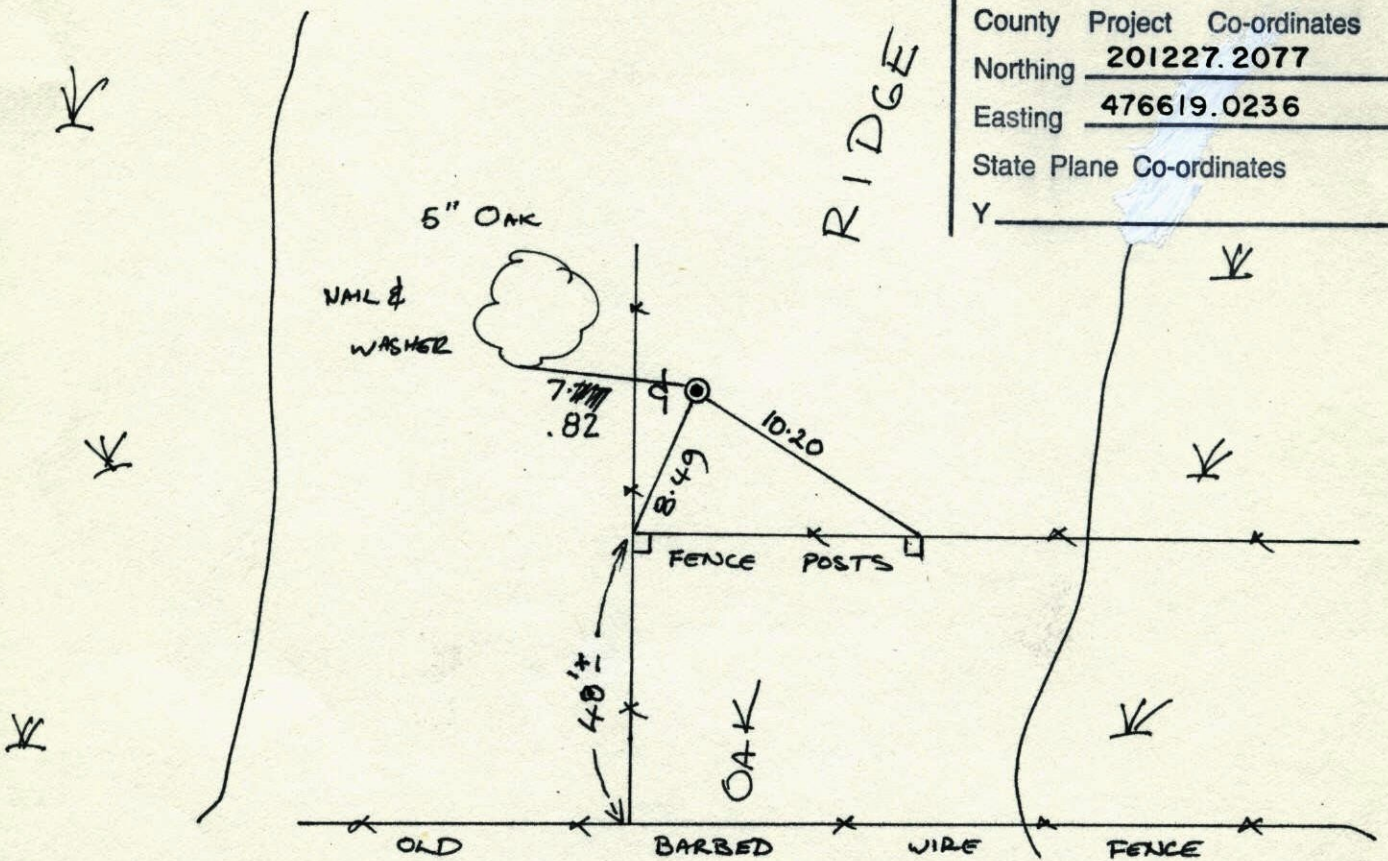 County Project Co-ordinates
Northing 201227.2077
Easting 476619.0236
State Plane Co-ordinates
Y
RIDGE
5" OAK
NAIL &
WASHER
7.
.82
10.20
8.49
FENCE POSTS
48'±
OAK
OLD BARBED WIRE FENCE